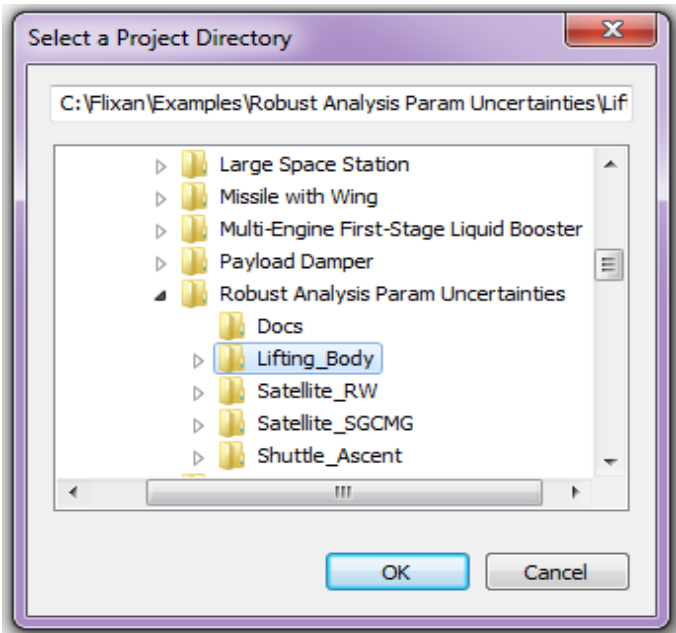 Select a Project Directory
C:\Flixan\Examples\Robust Analysis Param Uncertainties\Lif
Large Space Station
Missile with Wing
Multi-Engine First-Stage Liquid Booster
Payload Damper
Robust Analysis Param Uncertainties
Docs
Lifting_Body
Satellite_RW
Satellite_SGCMG
Shuttle_Ascent
OK Cancel